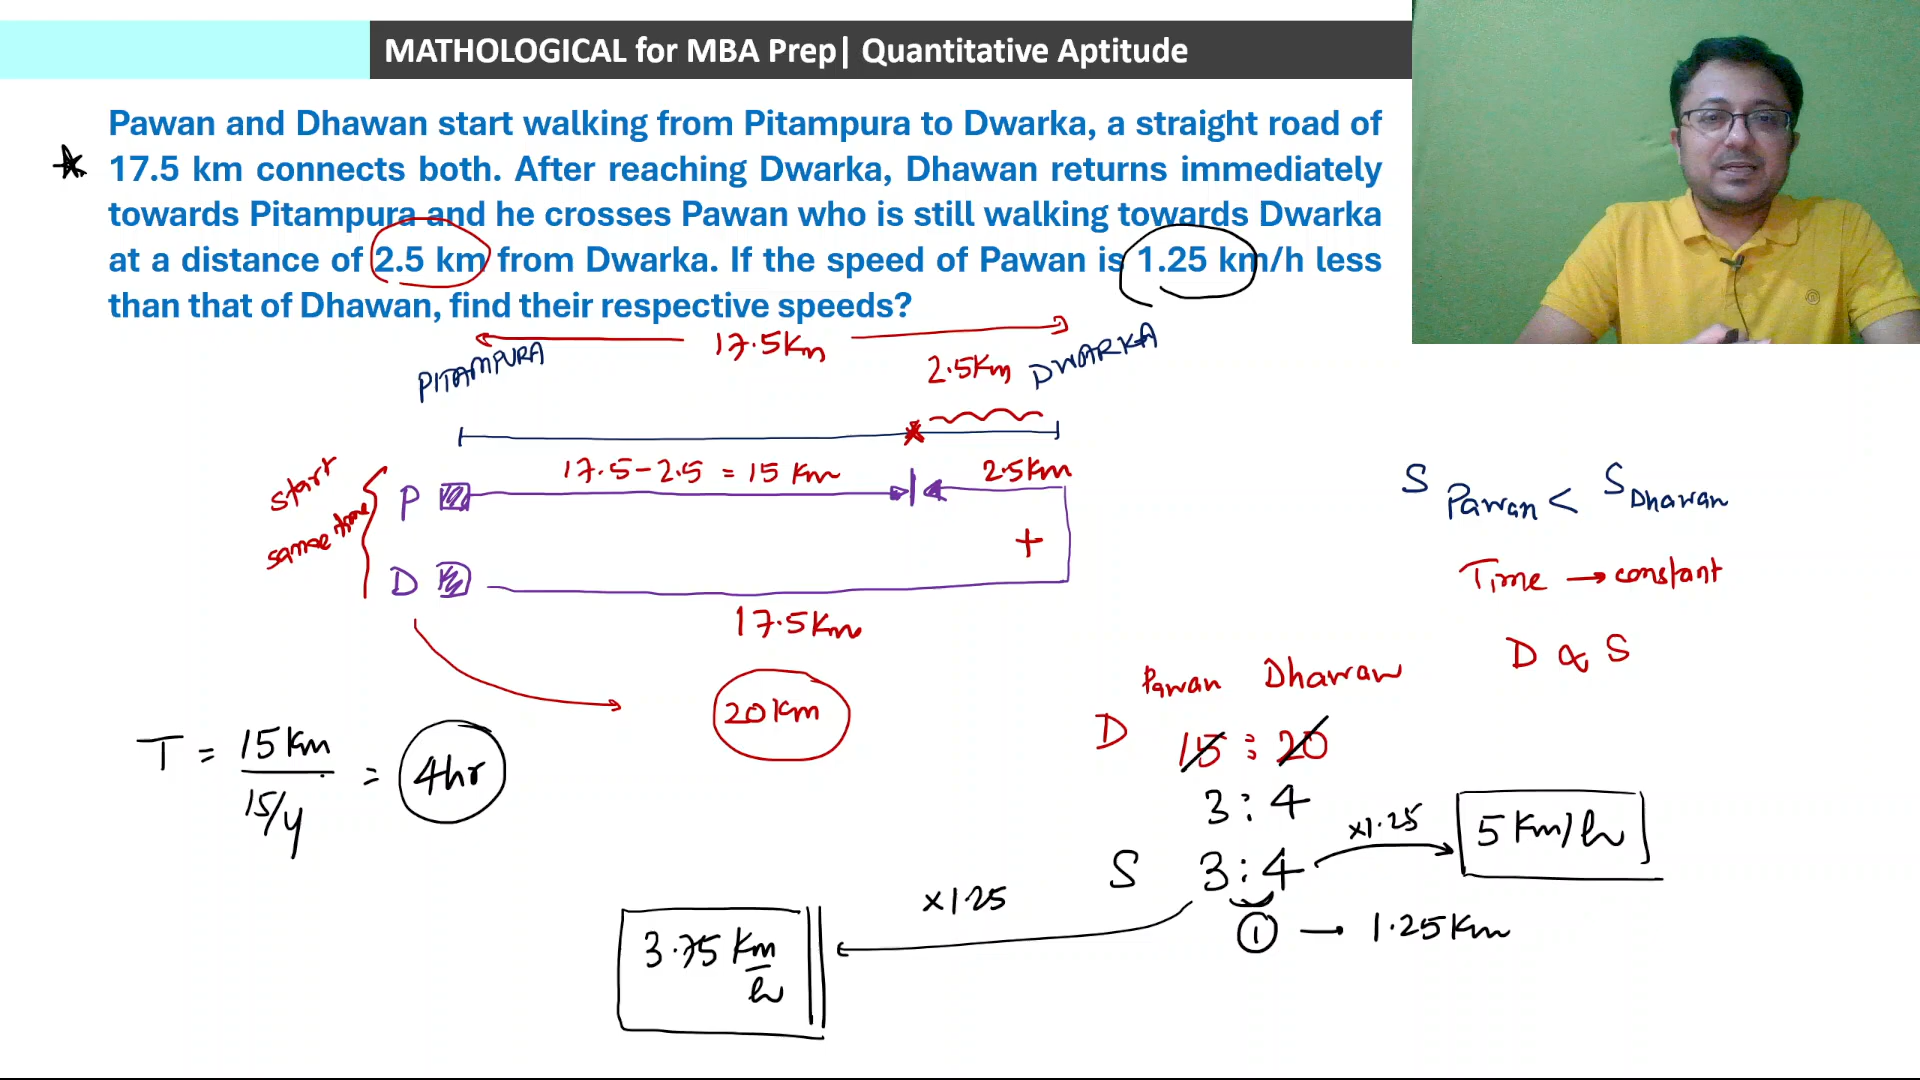 MATHOLOGICAL for MBA Prep| Quantitative Aptitude
Pawan and Dhawan start walking from Pitampura to Dwarka, a straight road of
17.5 km connects both. After reaching Dwarka, Dhawan returns immediately
towards Pitampura and he crosses Pawan who is still walking towards Dwarka
at a distance of 2.5 km from Dwarka. If the speed of Pawan is 1.25 km/h less
than that of Dhawan, find their respective speeds?
17.5Km
PITAMPURA
2.5Km
DWARKA
17.5-2.5 = 15 Km
2.5Km
start
same time
P
D
+
17.5Km
20Km
T = 15Km / 15/4 = 4hr
S Pawan < S Dhawan
Time → constant
D α S
Pawan Dhawan
D 15 : 20
3 : 4
S 3 : 4
x1.25
5 Km/h
① → 1.25Km
x1.25
3.75 Km/h